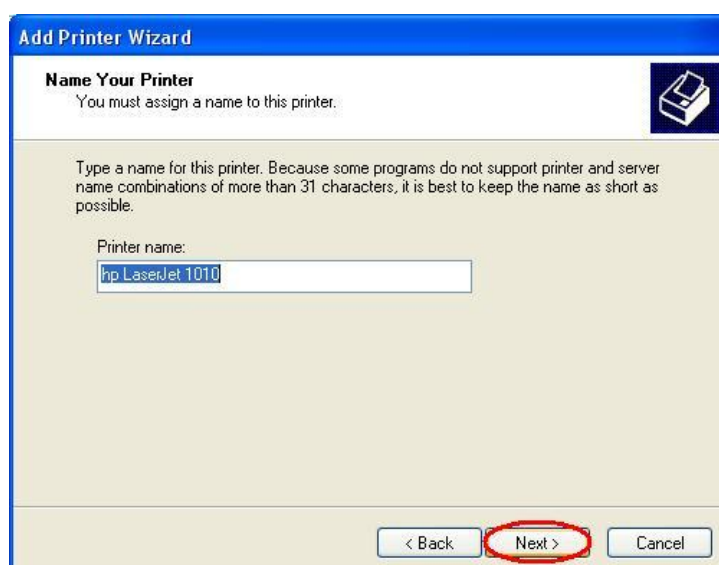 Add Printer Wizard
Name Your Printer
You must assign a name to this printer.
Type a name for this printer. Because some programs do not support printer and server
name combinations of more than 31 characters, it is best to keep the name as short as
possible.
Printer name:
hp LaserJet 1010
< Back Next > Cancel